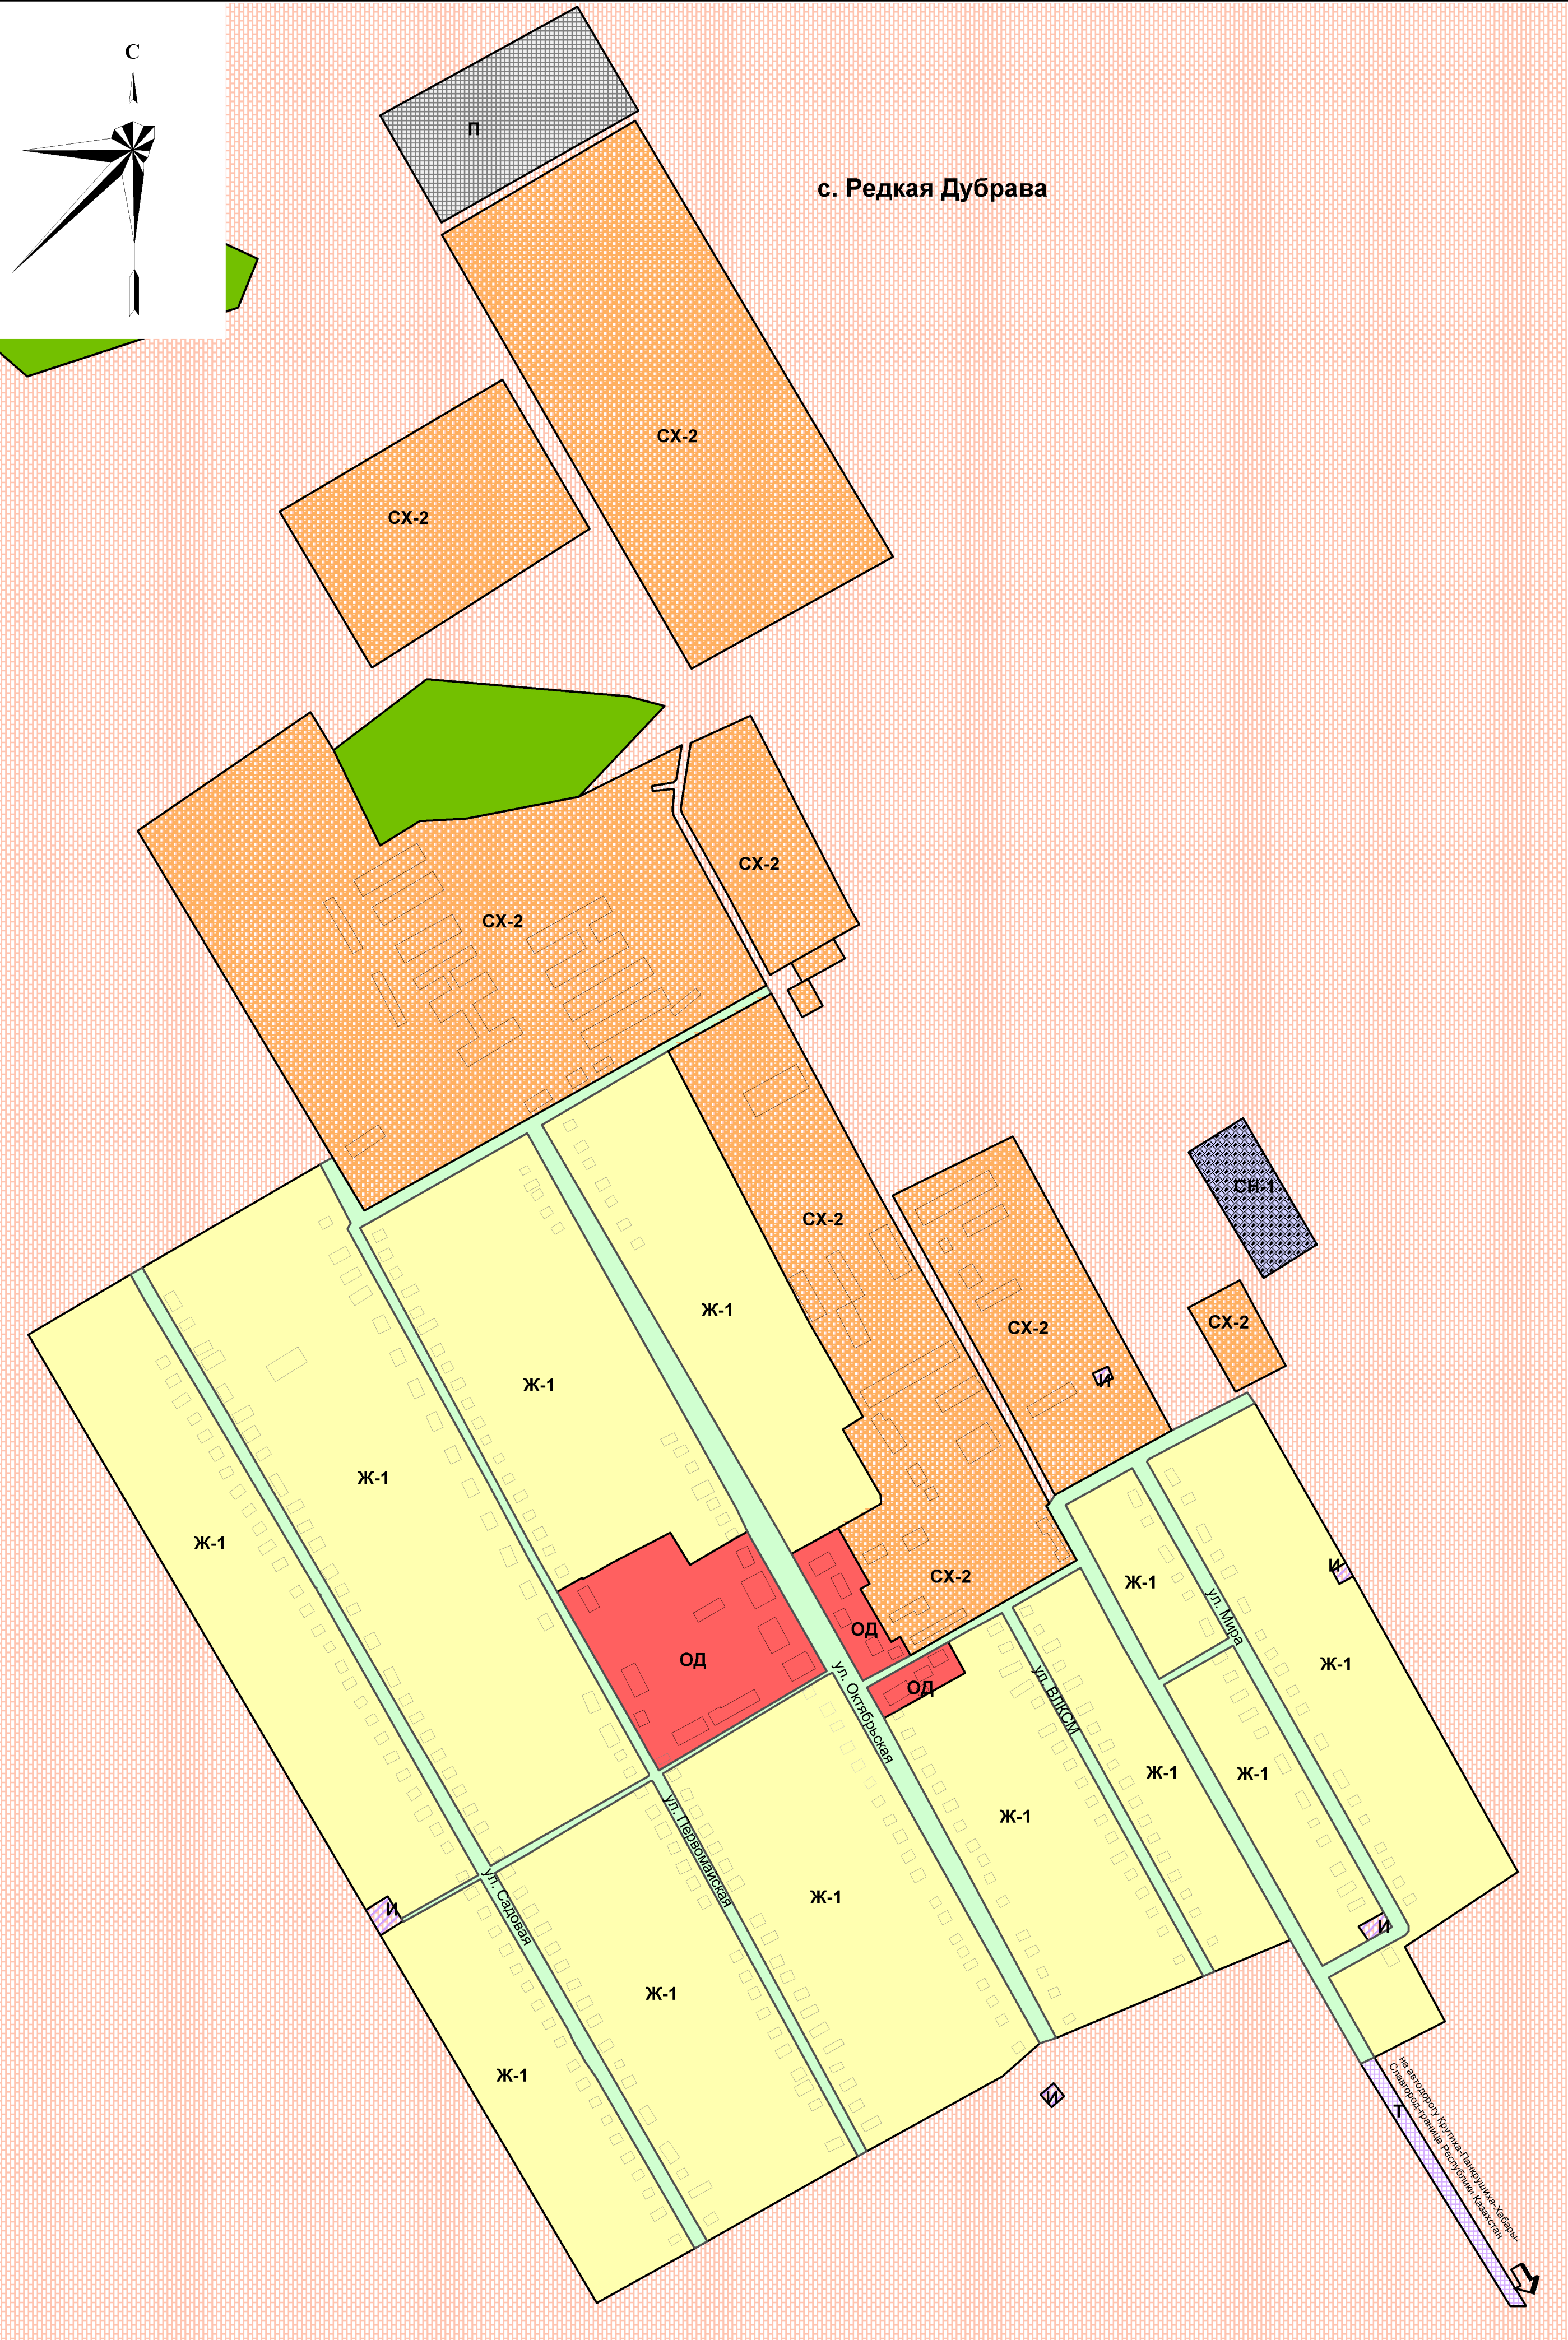 С
П
с. Редкая Дубрава
СХ-2
СХ-2
СХ-2
СХ-2
СН-1
СХ-2
Ж-1
СХ-2
СХ-2
И
Ж-1
Ж-1
Ж-1
И
СХ-2
Ж-1
ул. Мира
ОД
ОД
Ж-1
ОД
ул. Октябрьская
ул. ВЛКСМ
Ж-1
Ж-1
Ж-1
ул. Первомайская
Ж-1
И
ул. Садовая
И
Ж-1
Ж-1
И
Т
на автодорогу Крутиха-Панкрушиха-Хабары-
Славгород-граница Республики Казахстан